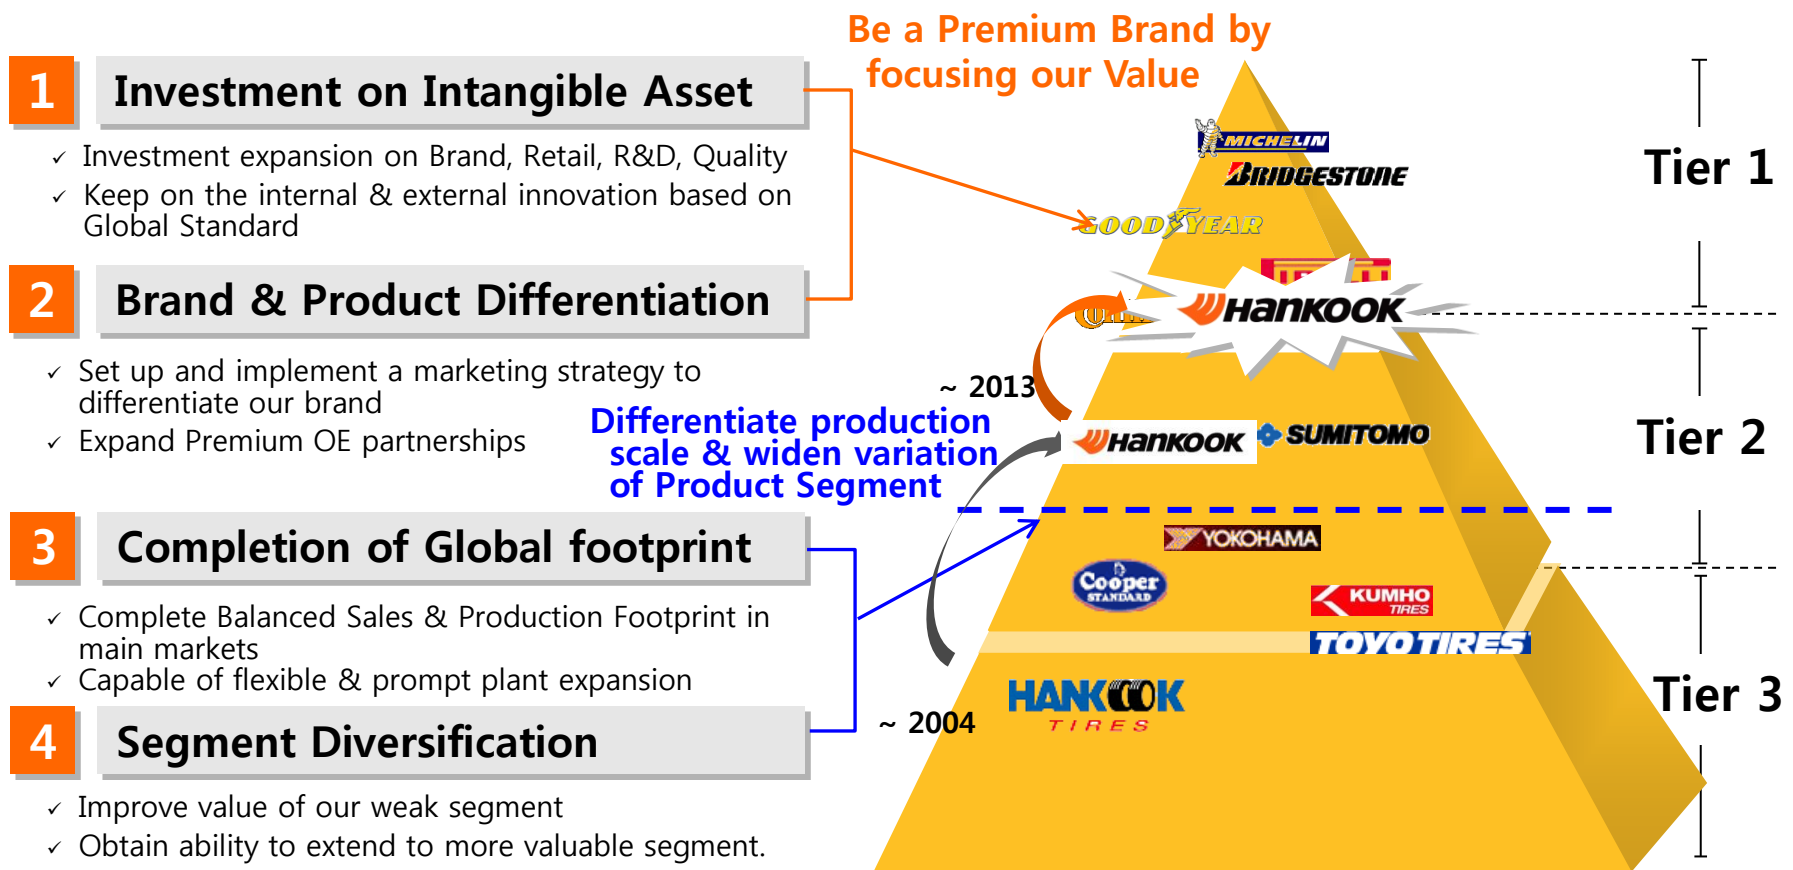 Be a Premium Brand by
focusing our Value
1
Investment on Intangible Asset
✓ Investment expansion on Brand, Retail, R&D, Quality
✓ Keep on the internal & external innovation based on
Global Standard
2
Brand & Product Differentiation
✓ Set up and implement a marketing strategy to
differentiate our brand
✓ Expand Premium OE partnerships
3
Completion of Global footprint
✓ Complete Balanced Sales & Production Footprint in
main markets
✓ Capable of flexible & prompt plant expansion
4
Segment Diversification
✓ Improve value of our weak segment
✓ Obtain ability to extend to more valuable segment.
Differentiate production
scale & widen variation
of Product Segment
~ 2013
~ 2004
MICHELIN
BRIDGESTONE
GOODYEAR
HANKOOK
HANKOOK
SUMITOMO
YOKOHAMA
Cooper
STANDARD
KUMHO
TIRES
TOYO TIRES
HANKOOK
TIRES
Tier 1
Tier 2
Tier 3